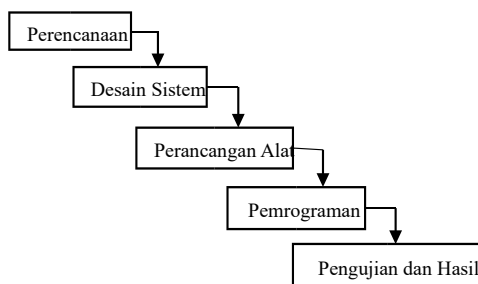 Perencanaan
Desain Sistem
Perancangan Alat
Pemrograman
Pengujian dan Hasil